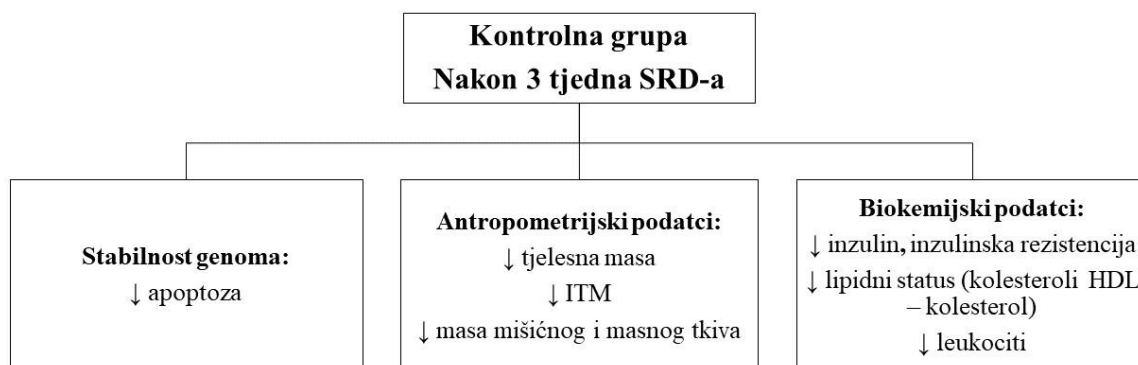 Kontrolna grupa
Nakon 3 tjedna SRD-a
Stabilnost genoma:
↓ apoptoza
Antropometrijski podatci:
↓ tjelesna masa
↓ ITM
↓ masa mišićnog i masnog tkiva
Biokemijski podatci:
↓ inzulin, inzulinska rezistencija
↓ lipidni status (kolesteroli HDL
– kolesterol)
↓ leukociti